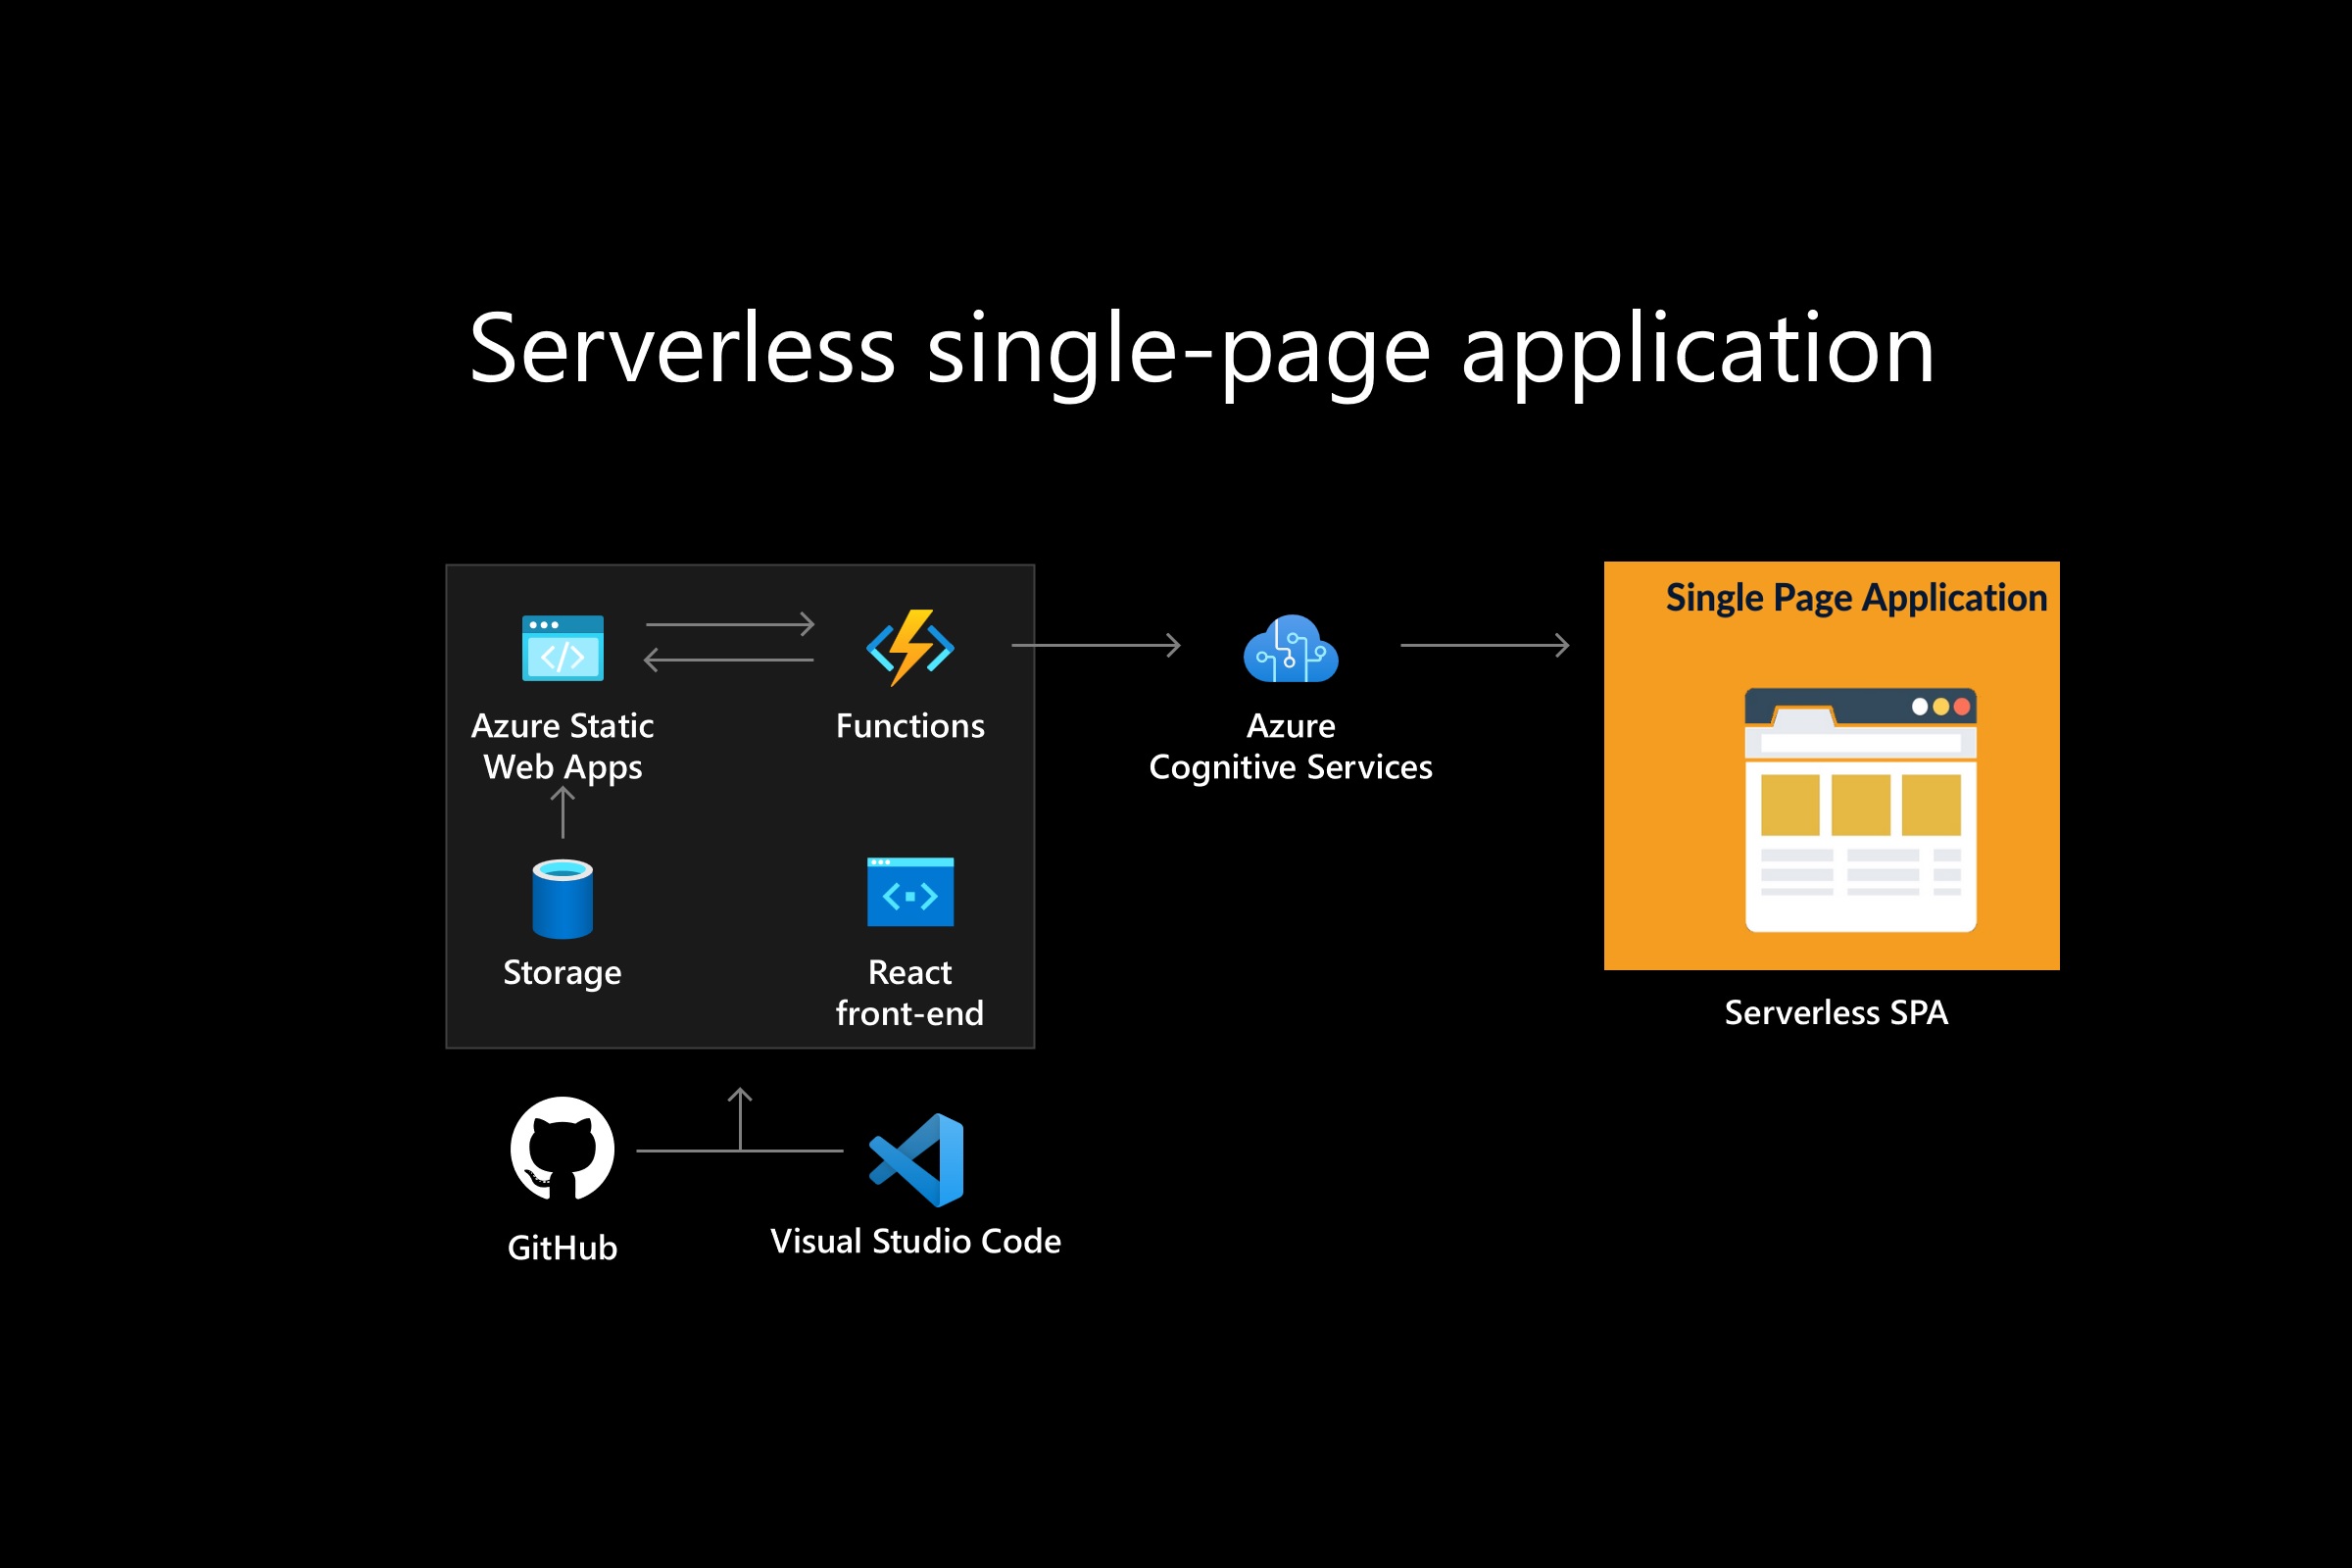 Serverless single-page application
Single Page Application
Azure Static
Web Apps
Functions
Azure
Cognitive Services
Storage
React
front-end
Serverless SPA
GitHub
Visual Studio Code